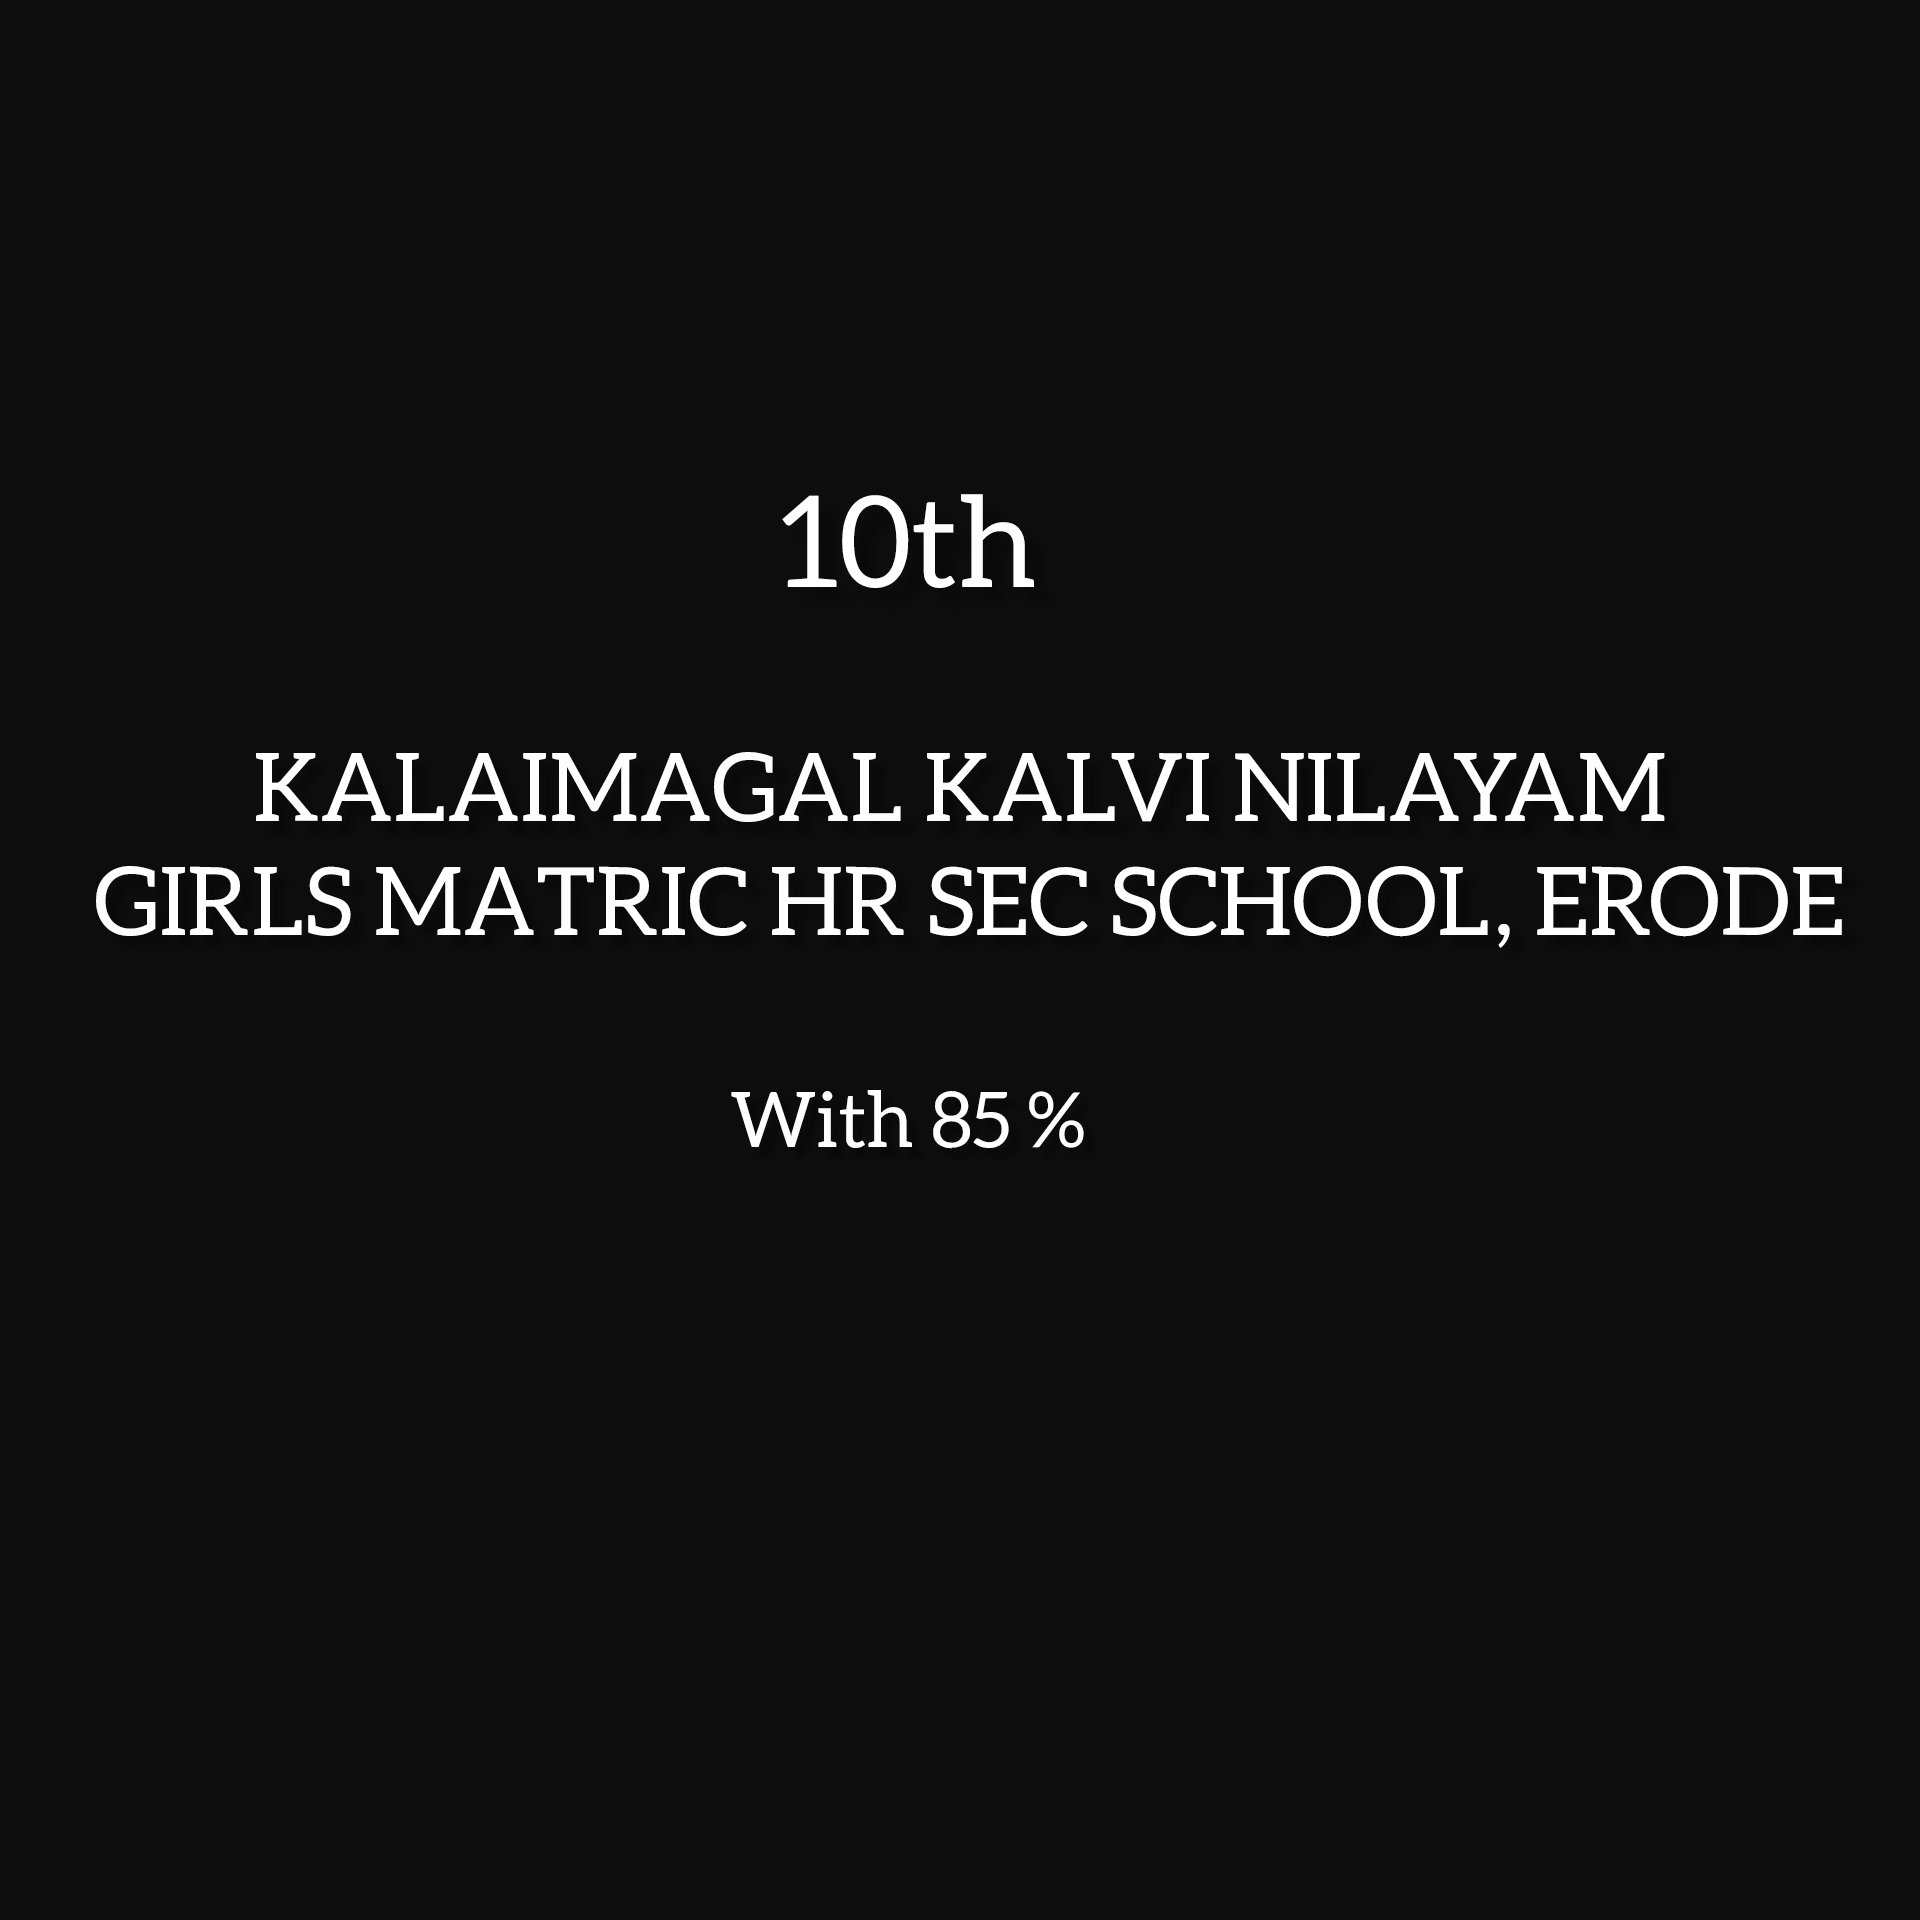 10th
KALAIMAGAL KALVI NILAYAM
GIRLS MATRIC HR SEC SCHOOL, ERODE
With 85 %